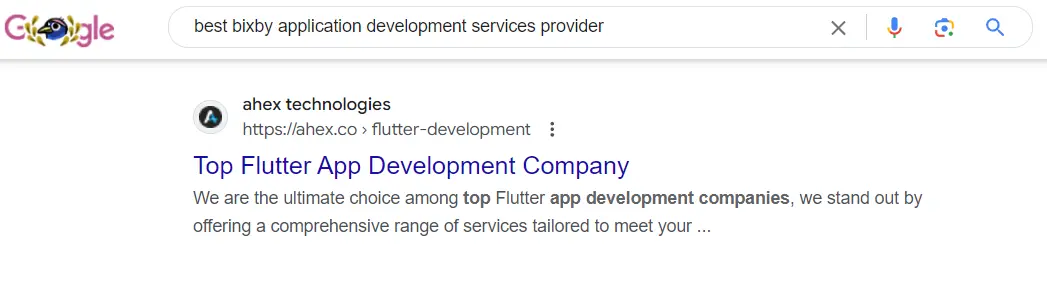 Google
best bixby application development services provider
ahex technologies
https://ahex.co › flutter-development
Top Flutter App Development Company
We are the ultimate choice among top Flutter app development companies, we stand out by
offering a comprehensive range of services tailored to meet your ...